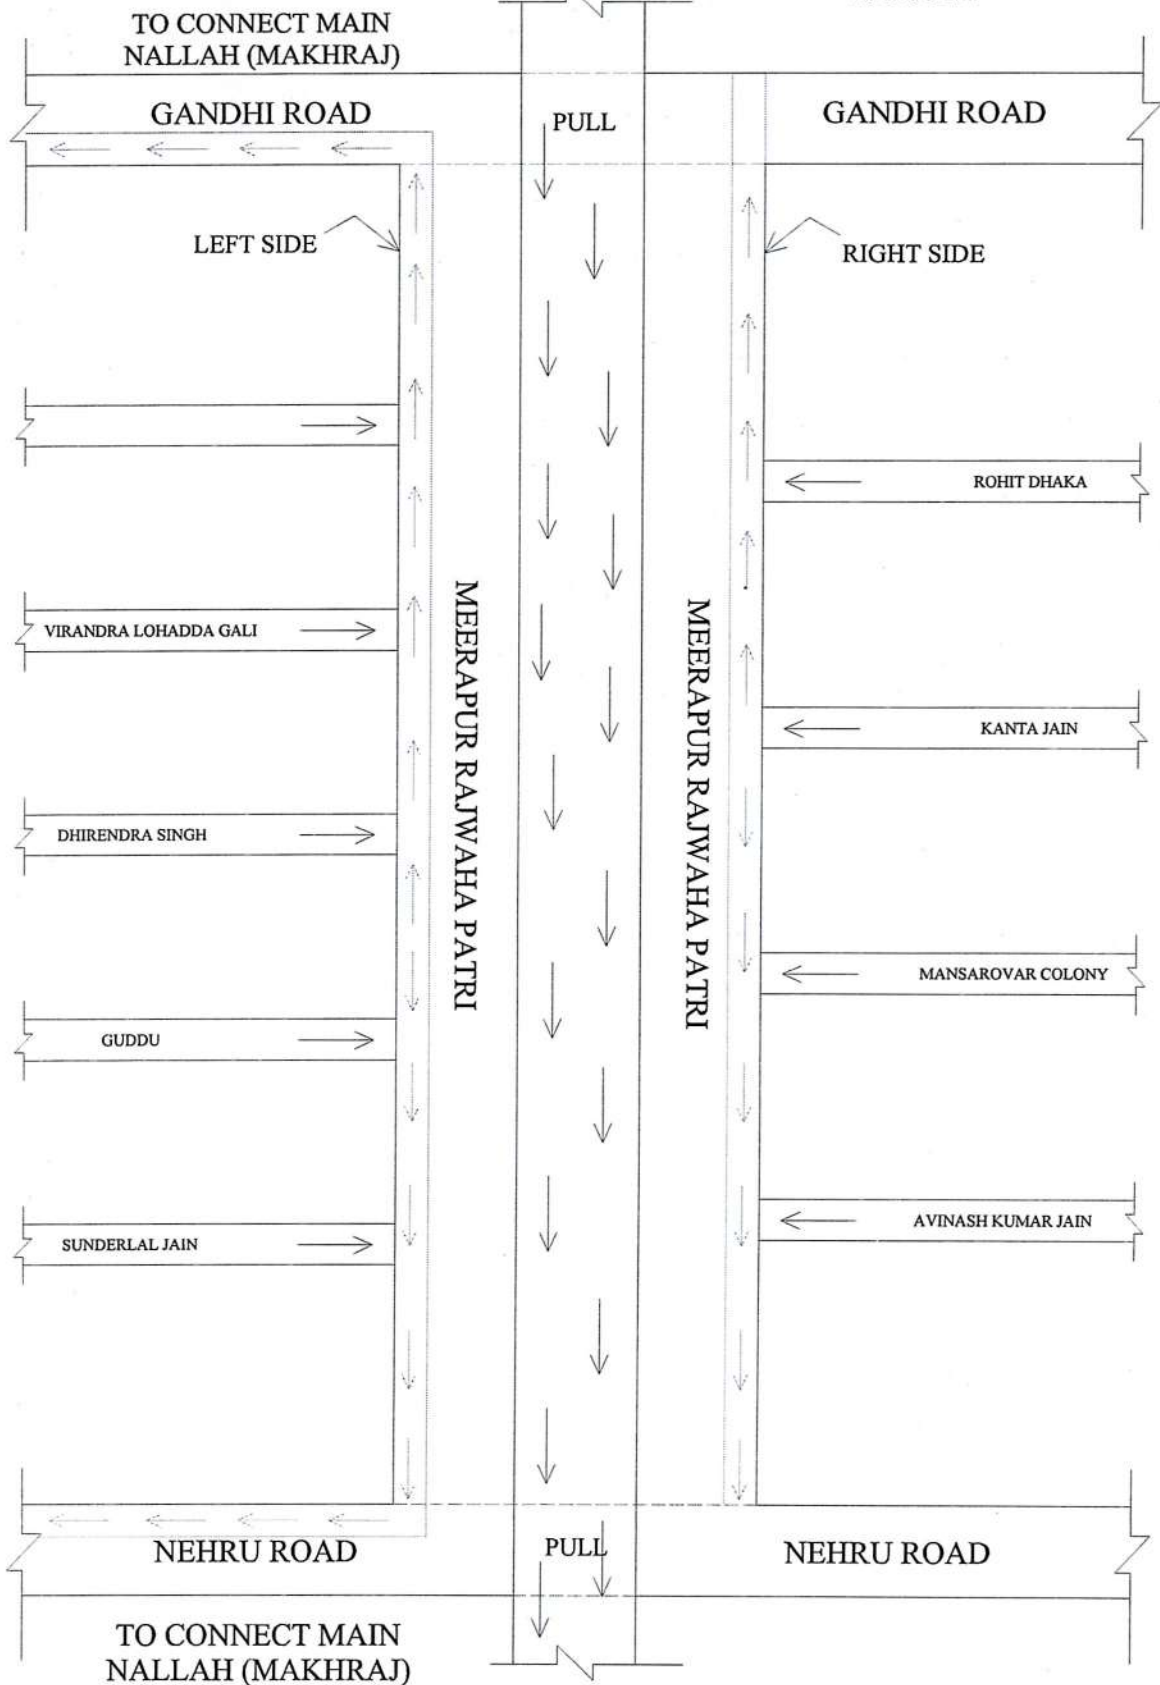 TO CONNECT MAIN
NALLAH (MAKHRAJ)
GANDHI ROAD
PULL
GANDHI ROAD
LEFT SIDE
RIGHT SIDE
ROHIT DHAKA
VIRANDRA LOHADDA GALI
MEERAPUR RAJWAHA PATRI
MEERAPUR RAJWAHA PATRI
KANTA JAIN
DHIRENDRA SINGH
MANSAROVAR COLONY
GUDDU
AVINASH KUMAR JAIN
SUNDERLAL JAIN
NEHRU ROAD
PULL
NEHRU ROAD
TO CONNECT MAIN
NALLAH (MAKHRAJ)